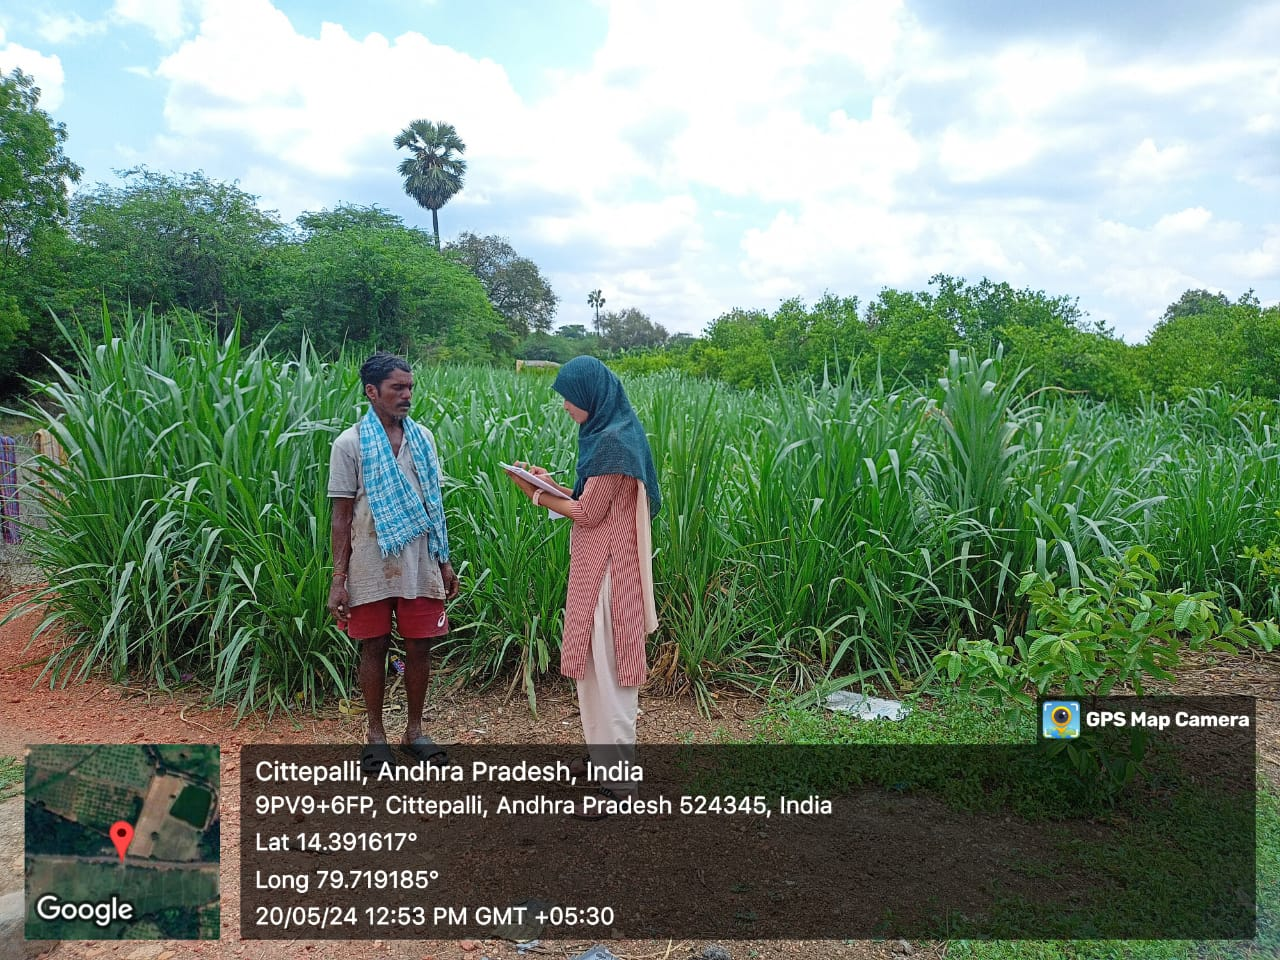 GPS Map Camera
Cittepalli, Andhra Pradesh, India
9PV9+6FP, Cittepalli, Andhra Pradesh 524345, India
Lat 14.391617°
Long 79.719185°
20/05/24 12:53 PM GMT +05:30
Google